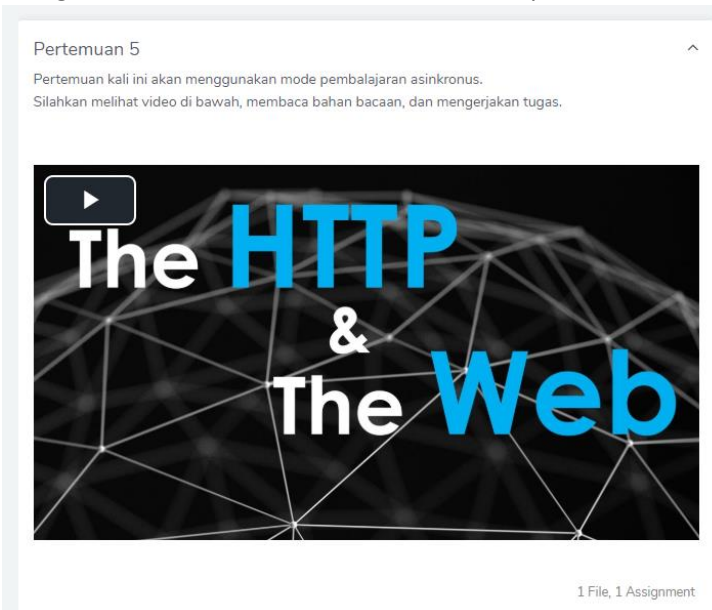 Pertemuan 5
Pertemuan kali ini akan menggunakan mode pembalajaran asinkronus.
Silahkan melihat video di bawah, membaca bahan bacaan, dan mengerjakan tugas.
The HTTP
&
The Web
1 File, 1 Assignment